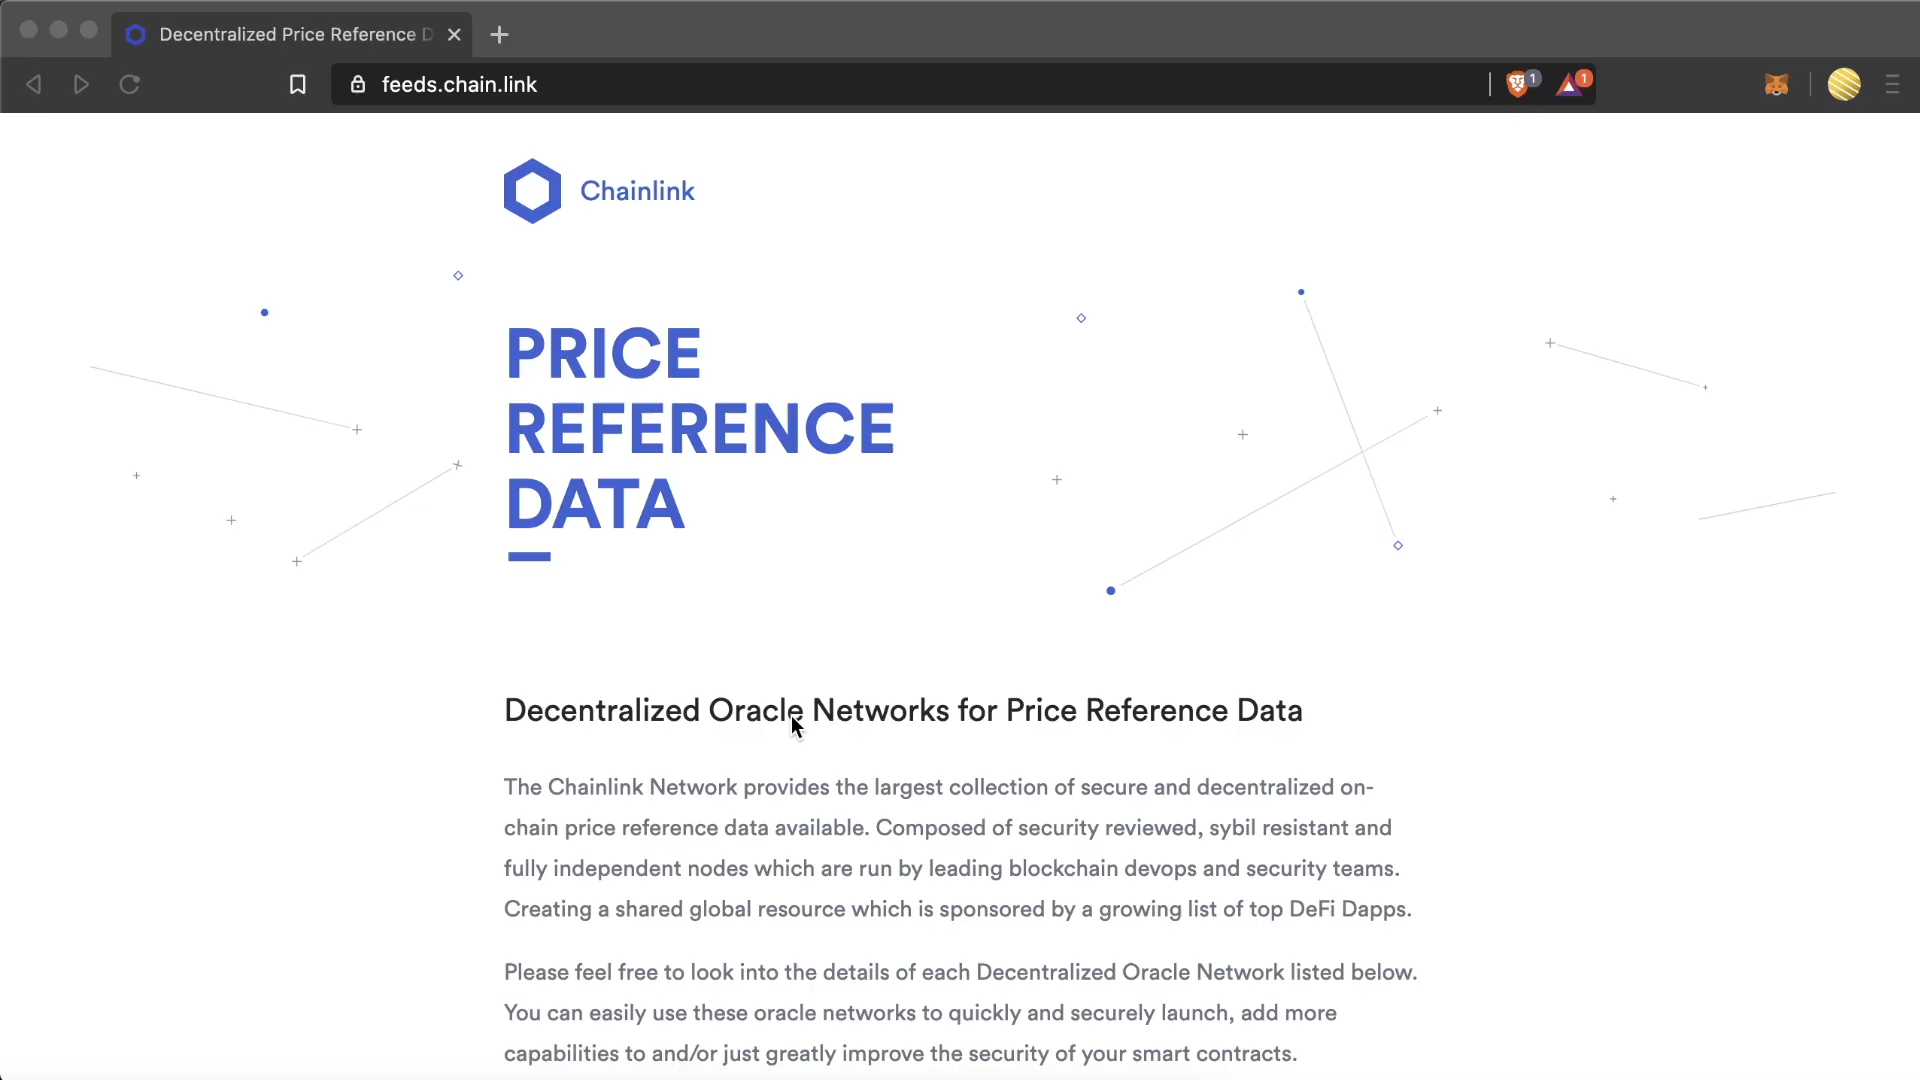 Decentralized Price Reference D
feeds.chain.link
1
1
Chainlink
PRICE
REFERENCE
DATA
Decentralized Oracle Networks for Price Reference Data
The Chainlink Network provides the largest collection of secure and decentralized on-
chain price reference data available. Composed of security reviewed, sybil resistant and
fully independent nodes which are run by leading blockchain devops and security teams.
Creating a shared global resource which is sponsored by a growing list of top DeFi Dapps.
Please feel free to look into the details of each Decentralized Oracle Network listed below.
You can easily use these oracle networks to quickly and securely launch, add more
capabilities to and/or just greatly improve the security of your smart contracts.